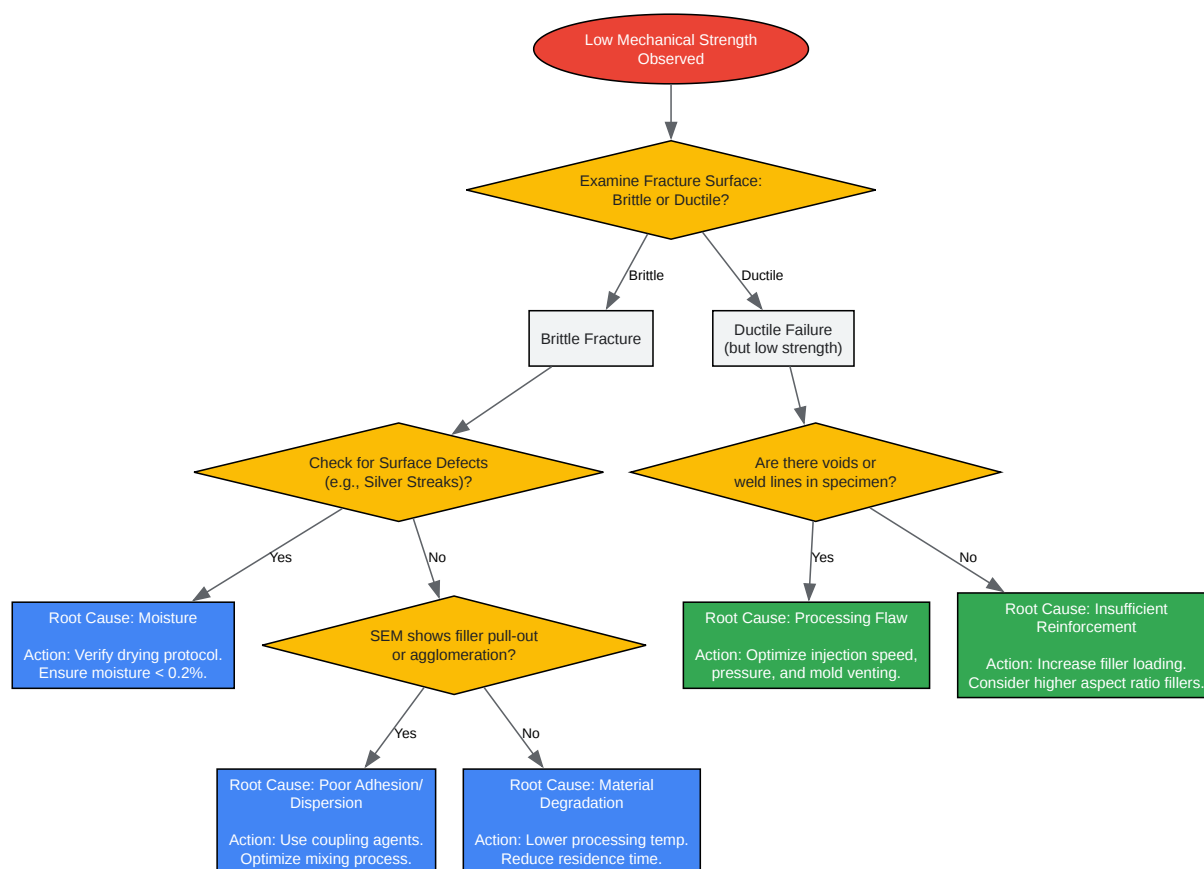 Low Mechanical Strength
Observed
Examine Fracture Surface:
Brittle or Ductile?
Brittle
Ductile
Brittle Fracture
Ductile Failure
(but low strength)
Check for Surface Defects
(e.g., Silver Streaks)?
Are there voids or
weld lines in specimen?
Yes
No
Yes
No
Root Cause: Moisture
Action: Verify drying protocol.
Ensure moisture < 0.2%.
SEM shows filler pull-out
or agglomeration?
Root Cause: Processing Flaw
Action: Optimize injection speed,
pressure, and mold venting.
Root Cause: Insufficient
Reinforcement
Action: Increase filler loading.
Consider higher aspect ratio fillers.
Yes
No
Root Cause: Poor Adhesion/
Dispersion
Action: Use coupling agents.
Optimize mixing process.
Root Cause: Material
Degradation
Action: Lower processing temp.
Reduce residence time.